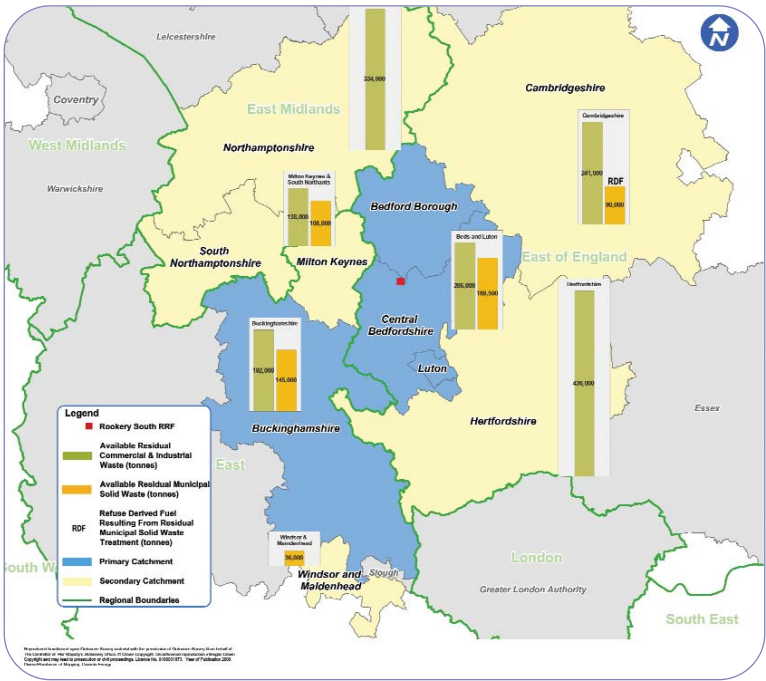 Leicestershire
N
Coventry
West Midlands
Warwickshire
East Midlands
Northamptonshire
334,000
Cambridgeshire
Cambridgeshire
241,000
RDF
90,000
Milton Keynes &
South Northants
138,000
108,000
Bedford Borough
South
Northamptonshire
Milton Keynes
Beds and Luton
205,000
169,500
East of England
Hertfordshire
436,000
Central
Bedfordshire
Luton
Buckinghamshire
192,000
145,000
Buckinghamshire
Hertfordshire
Essex
East
South W
Legend
Rookery South RRF
Available Residual
Commercial & Industrial
Waste (tonnes)
Available Residual Municipal
Solid Waste (tonnes)
RDF
Refuse Derived Fuel
Resulting From Residual
Municipal Solid Waste
Treatment (tonnes)
Primary Catchment
Secondary Catchment
Regional Boundaries
Windsor &
Maidenhead
36,000
Windsor and
Maidenhead
Slough
London
Greater London Authority
South East